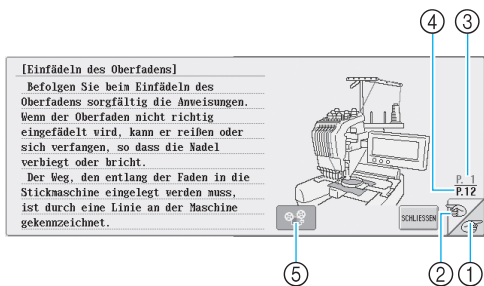 ④ ③
[Einfädeln des Oberfadens]
Befolgen Sie beim Einfädeln des
Oberfadens sorgfältig die Anweisungen.
Wenn der Oberfaden nicht richtig
eingefädelt wird, kann er reißen oder
sich verfangen, so dass die Nadel
verbiegt oder bricht.
Der Weg, den entlang der Faden in die
Stickmaschine eingelegt werden muss,
ist durch eine Linie an der Maschine
gekennzeichnet.
P. 1
P.12
SCHLIESSEN
⑤ ② ①